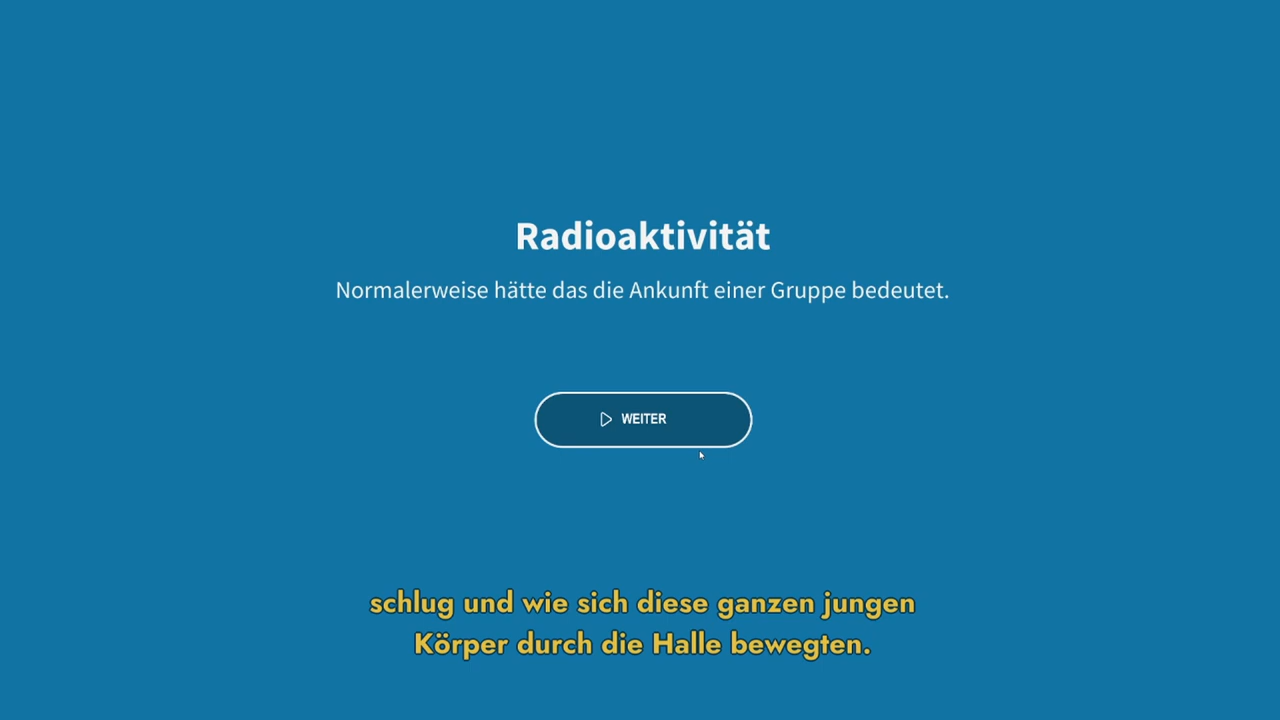 Radioaktivität
Normalerweise hätte das die Ankunft einer Gruppe bedeutet.
WEITER
schlug und wie sich diese ganzen jungen
Körper durch die Halle bewegten.